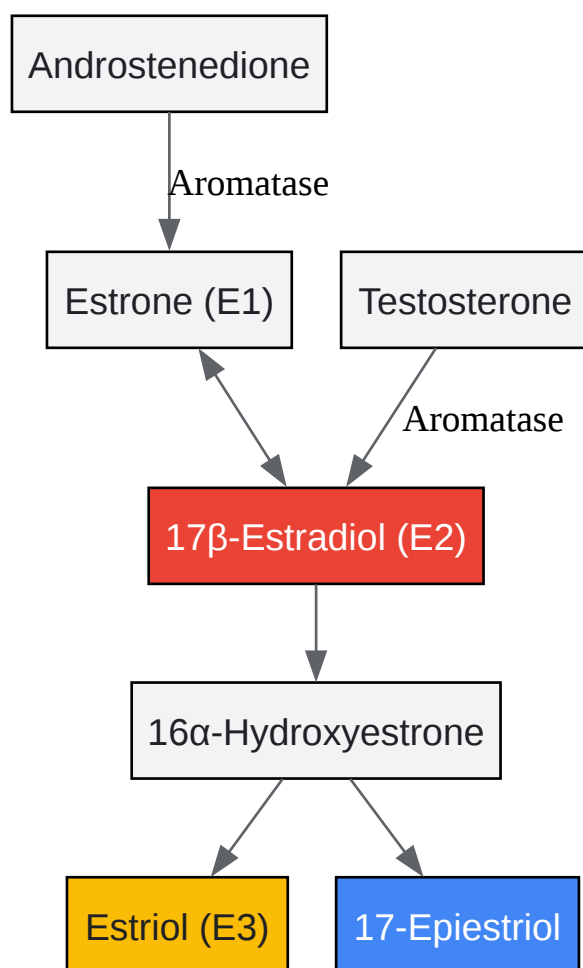 Androstenedione
Aromatase
Estrone (E1)
Testosterone
Aromatase
17β-Estradiol (E2)
16α-Hydroxyestrone
Estriol (E3)
17-Epiestriol